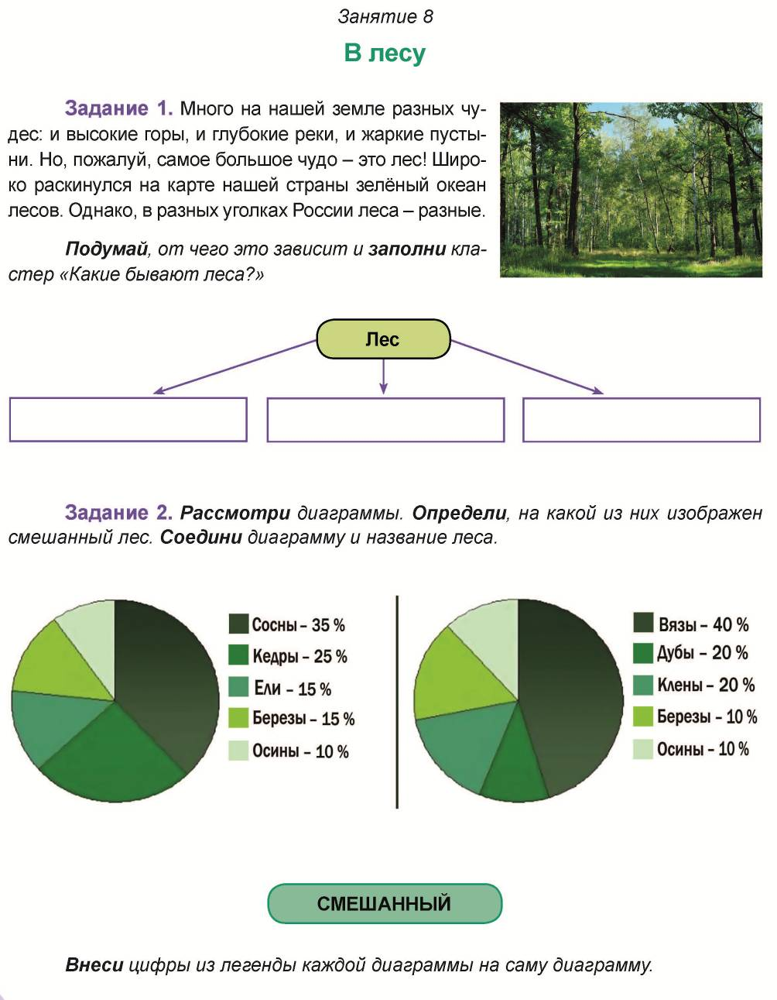 Занятие 8
В лесу
Задание 1. Много на нашей земле разных чу-
дес: и высокие горы, и глубокие реки, и жаркие пусты-
ни. Но, пожалуй, самое большое чудо – это лес! Широ-
ко раскинулся на карте нашей страны зелёный океан
лесов. Однако, в разных уголках России леса – разные.
Подумай, от чего это зависит и заполни кла-
стер «Какие бывают леса?»
Лес
Задание 2. Рассмотри диаграммы. Определи, на какой из них изображен
смешанный лес. Соедини диаграмму и название леса.
Сосны – 35 %
Кедры – 25 %
Ели – 15 %
Березы – 15 %
Осины – 10 %
Вязы – 40 %
Дубы – 20 %
Клены – 20 %
Березы – 10 %
Осины – 10 %
СМЕШАННЫЙ
Внеси цифры из легенды каждой диаграммы на саму диаграмму.